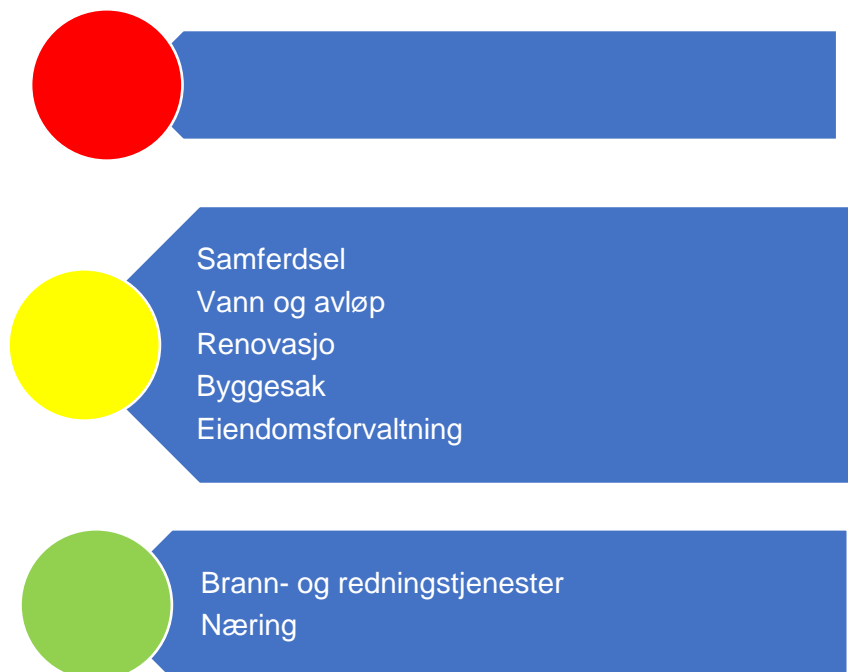 Samferdsel
Vann og avløp
Renovasjo
Byggesak
Eiendomsforvaltning
Brann- og redningstjenester
Næring